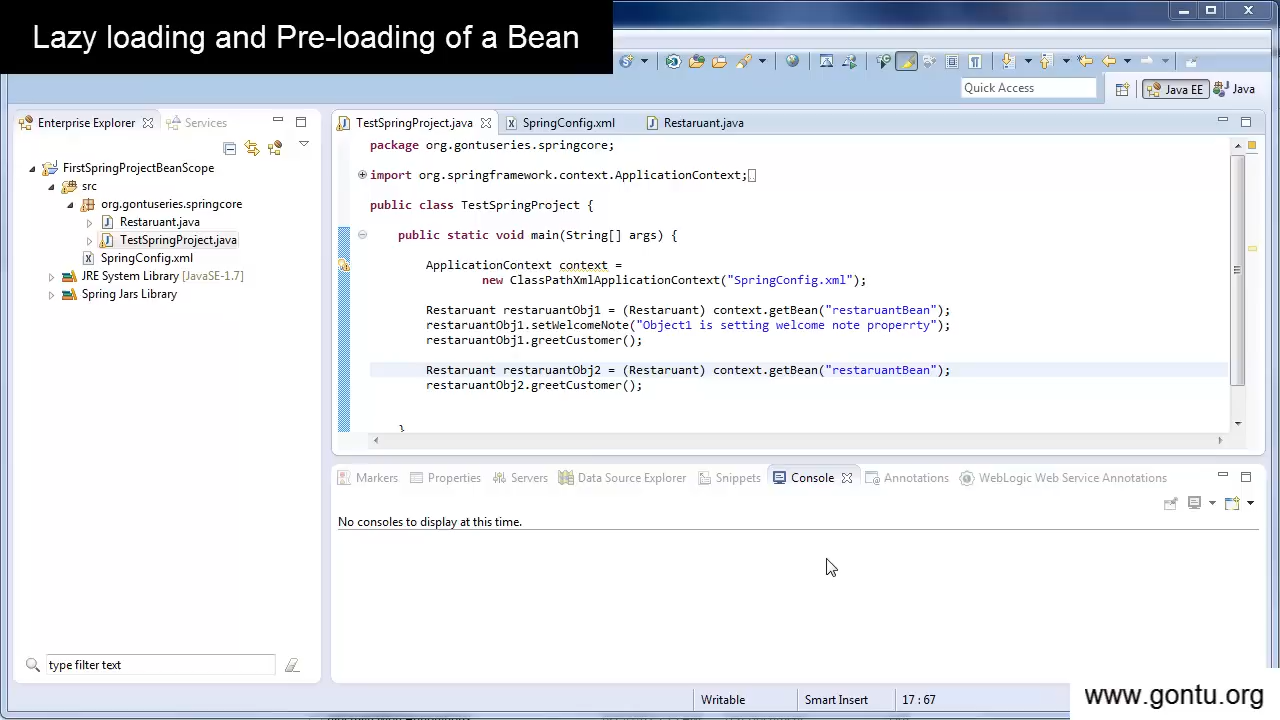 Lazy loading and Pre-loading of a Bean
Quick Access
Java EE
Java
Enterprise Explorer
Services
FirstSpringProjectBeanScope
src
org.gontuseries.springcore
Restaruant.java
TestSpringProject.java
SpringConfig.xml
JRE System Library [JavaSE-1.7]
Spring Jars Library
type filter text
TestSpringProject.java
SpringConfig.xml
Restaruant.java
package org.gontuseries.springcore;
import org.springframework.context.ApplicationContext;
public class TestSpringProject {
public static void main(String[] args) {
ApplicationContext context =
new ClassPathXmlApplicationContext("SpringConfig.xml");
Restaruant restaruantObj1 = (Restaruant) context.getBean("restaruantBean");
restaruantObj1.setWelcomeNote("Object1 is setting welcome note properrty");
restaruantObj1.greetCustomer();
Restaruant restaruantObj2 = (Restaruant) context.getBean("restaruantBean");
restaruantObj2.greetCustomer();
}
Markers
Properties
Servers
Data Source Explorer
Snippets
Console
Annotations
WebLogic Web Service Annotations
No consoles to display at this time.
Writable
Smart Insert
17 : 67
www.gontu.org